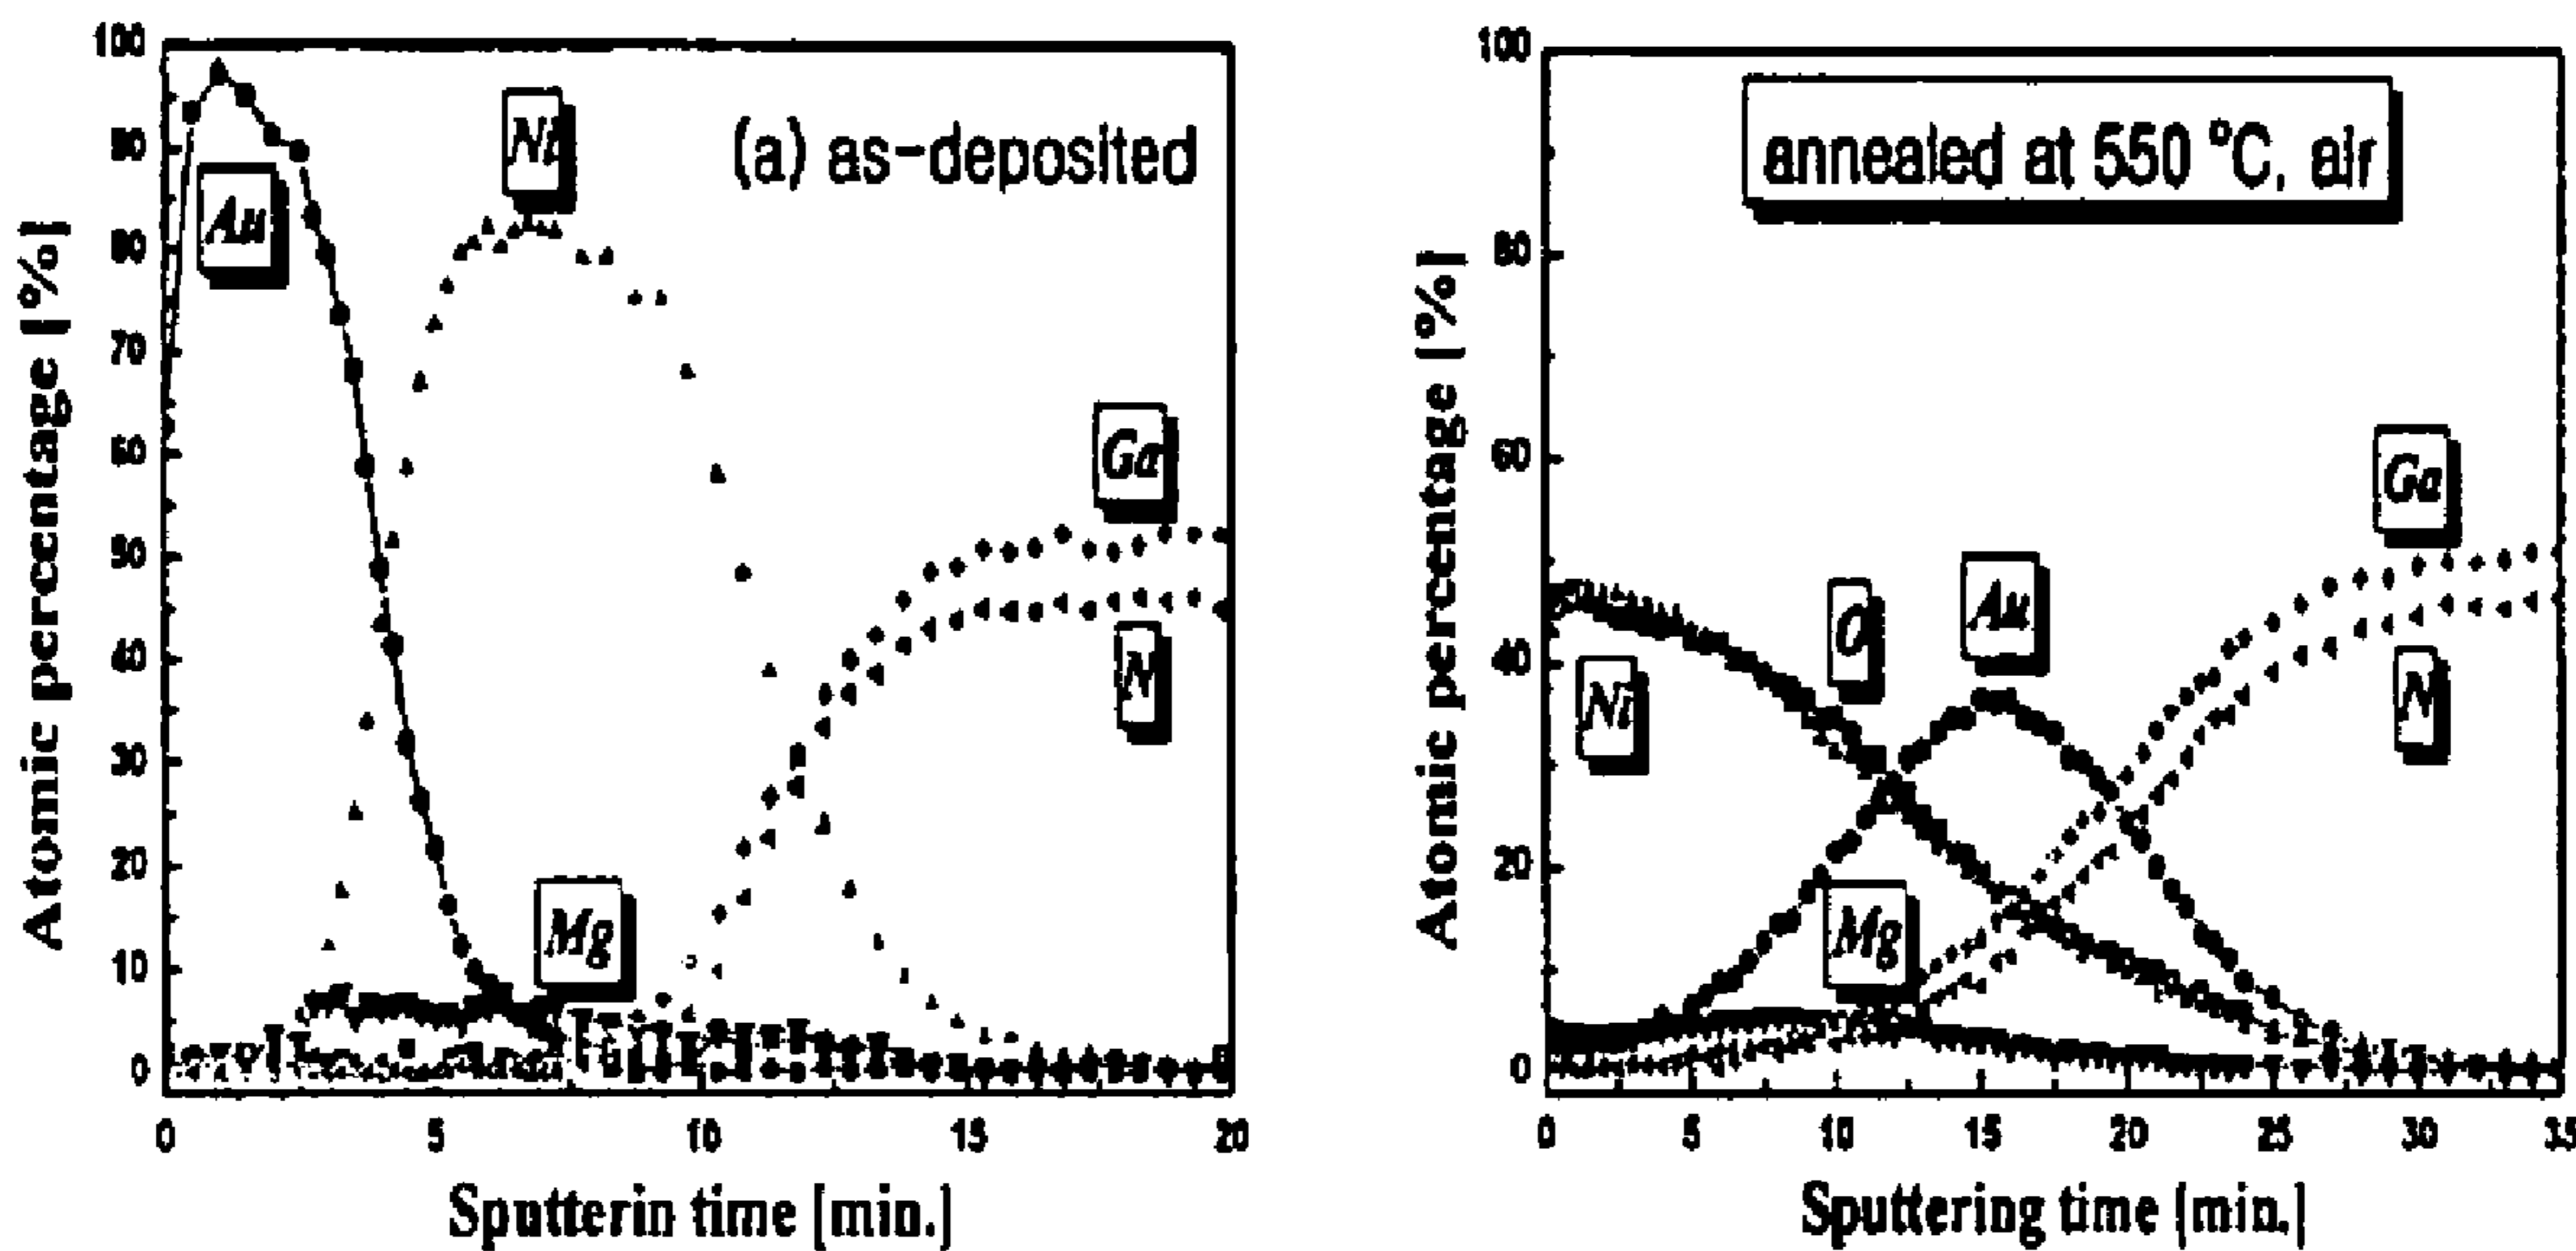 100
90
80
70
60
50
40
30
20
10
0
Atomic percentage [%]
Au
Ni
(a) as-deposited
Ga
N
Mg
0 5 10 15 20
Sputterin time [min.]
100
80
60
40
20
0
Atomic percentage [%]
annealed at 550 °C, air
Ni
O
Au
Mg
Ga
N
0 5 10 15 20 25 30 35
Sputtering time [min.]